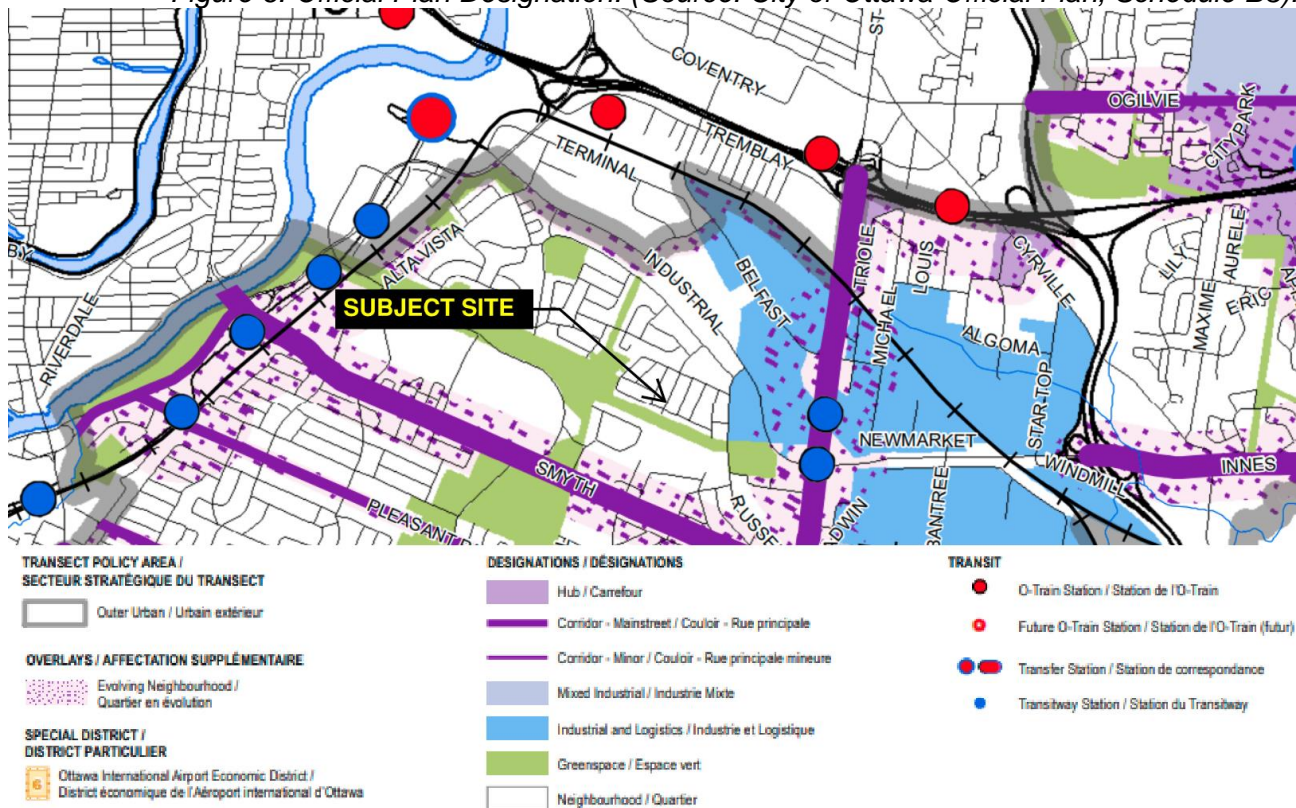 Figure 3. Official Plan Designation. (Source: City of Ottawa Official Plan, Schedule B3).
COVENTRY
ST-
OGILVIE
CITY PARK
TREMBLAY
TERMINAL
ALTA VISTA
INDUSTRIAL
BELFAST
TRIOLE
MICHAEL
LOUIS
CYRVILLE
LILY
MAXIME
AURELE
ERIC
BY
RIVERDALE
SUBJECT SITE
ALGOMA
STAR TOP
NEWMARKET
WINDMILL
INNES
SMYTH
PLEASANT
RUSSE
BANTREE
TRANSECT POLICY AREA /
SECTEUR STRATÉGIQUE DU TRANSECT
Outer Urban / Urbain extérieur
OVERLAYS / AFFECTATION SUPPLÉMENTAIRE
Evolving Neighbourhood /
Quartier en évolution
SPECIAL DISTRICT /
DISTRICT PARTICULIER
6
Ottawa International Airport Economic District /
District économique de l'Aéroport international d'Ottawa
DESIGNATIONS / DÉSIGNATIONS
Hub / Carrefour
Corridor - Mainstreet / Couloir - Rue principale
Corridor - Minor / Couloir - Rue principale mineure
Mixed Industrial / Industrie Mixte
Industrial and Logistics / Industrie et Logistique
Greenspace / Espace vert
Neighbourhood / Quartier
TRANSIT
O-Train Station / Station de l'O-Train
Future O-Train Station / Station de l'O-Train (futur)
Transfer Station / Station de correspondance
Transitway Station / Station du Transitway